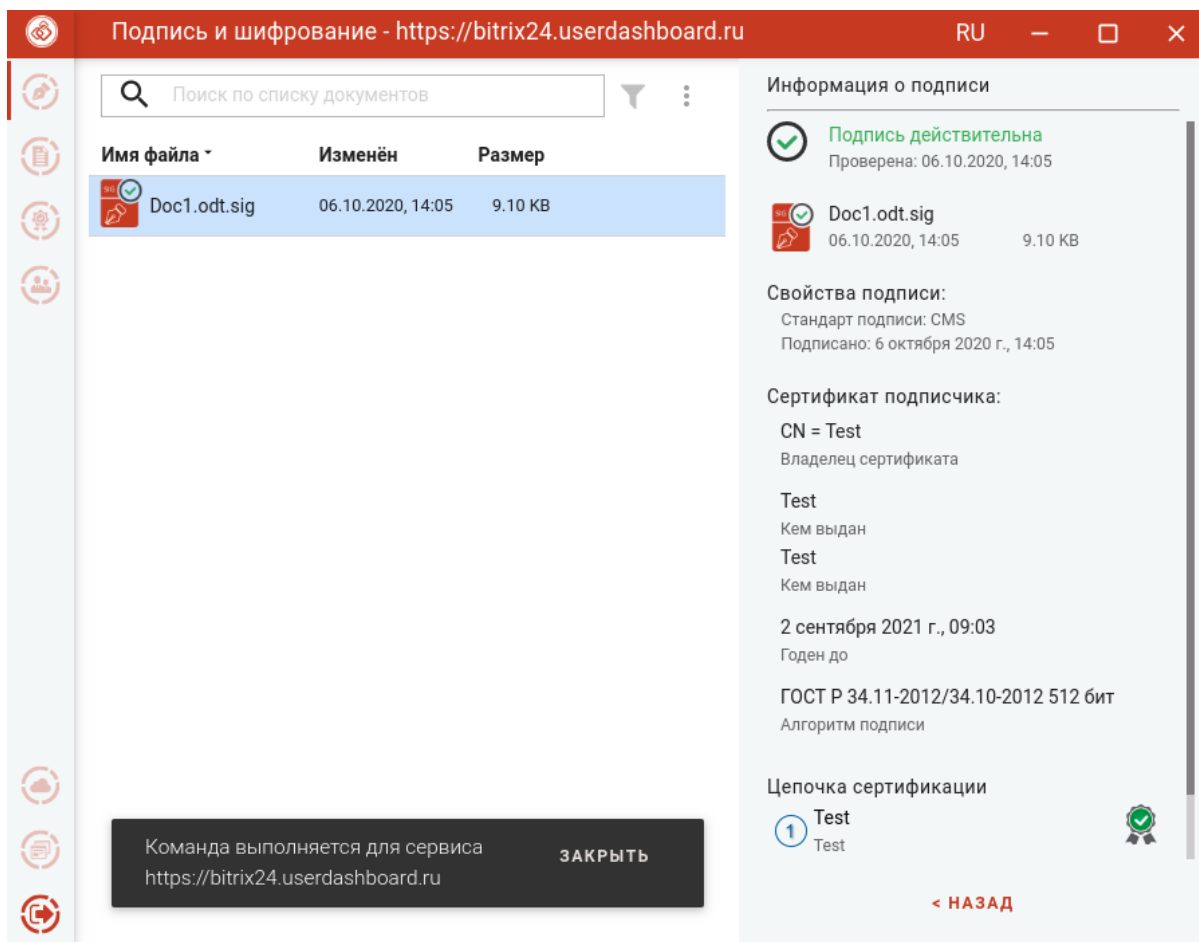 Подпись и шифрование - https://bitrix24.userdashboard.ru
RU
Поиск по списку документов
Имя файла
Изменён
Размер
SIG
Doc1.odt.sig
06.10.2020, 14:05
9.10 KB
Команда выполняется для сервиса
https://bitrix24.userdashboard.ru
ЗАКРЫТЬ
Информация о подписи
Подпись действительна
Проверена: 06.10.2020, 14:05
SIG
Doc1.odt.sig
06.10.2020, 14:05 9.10 KB
Свойства подписи:
Стандарт подписи: CMS
Подписано: 6 октября 2020 г., 14:05
Сертификат подписчика:
CN = Test
Владелец сертификата
Test
Кем выдан
Test
Кем выдан
2 сентября 2021 г., 09:03
Годен до
ГОСТ Р 34.11-2012/34.10-2012 512 бит
Алгоритм подписи
Цепочка сертификации
1
Test
Test
< НАЗАД